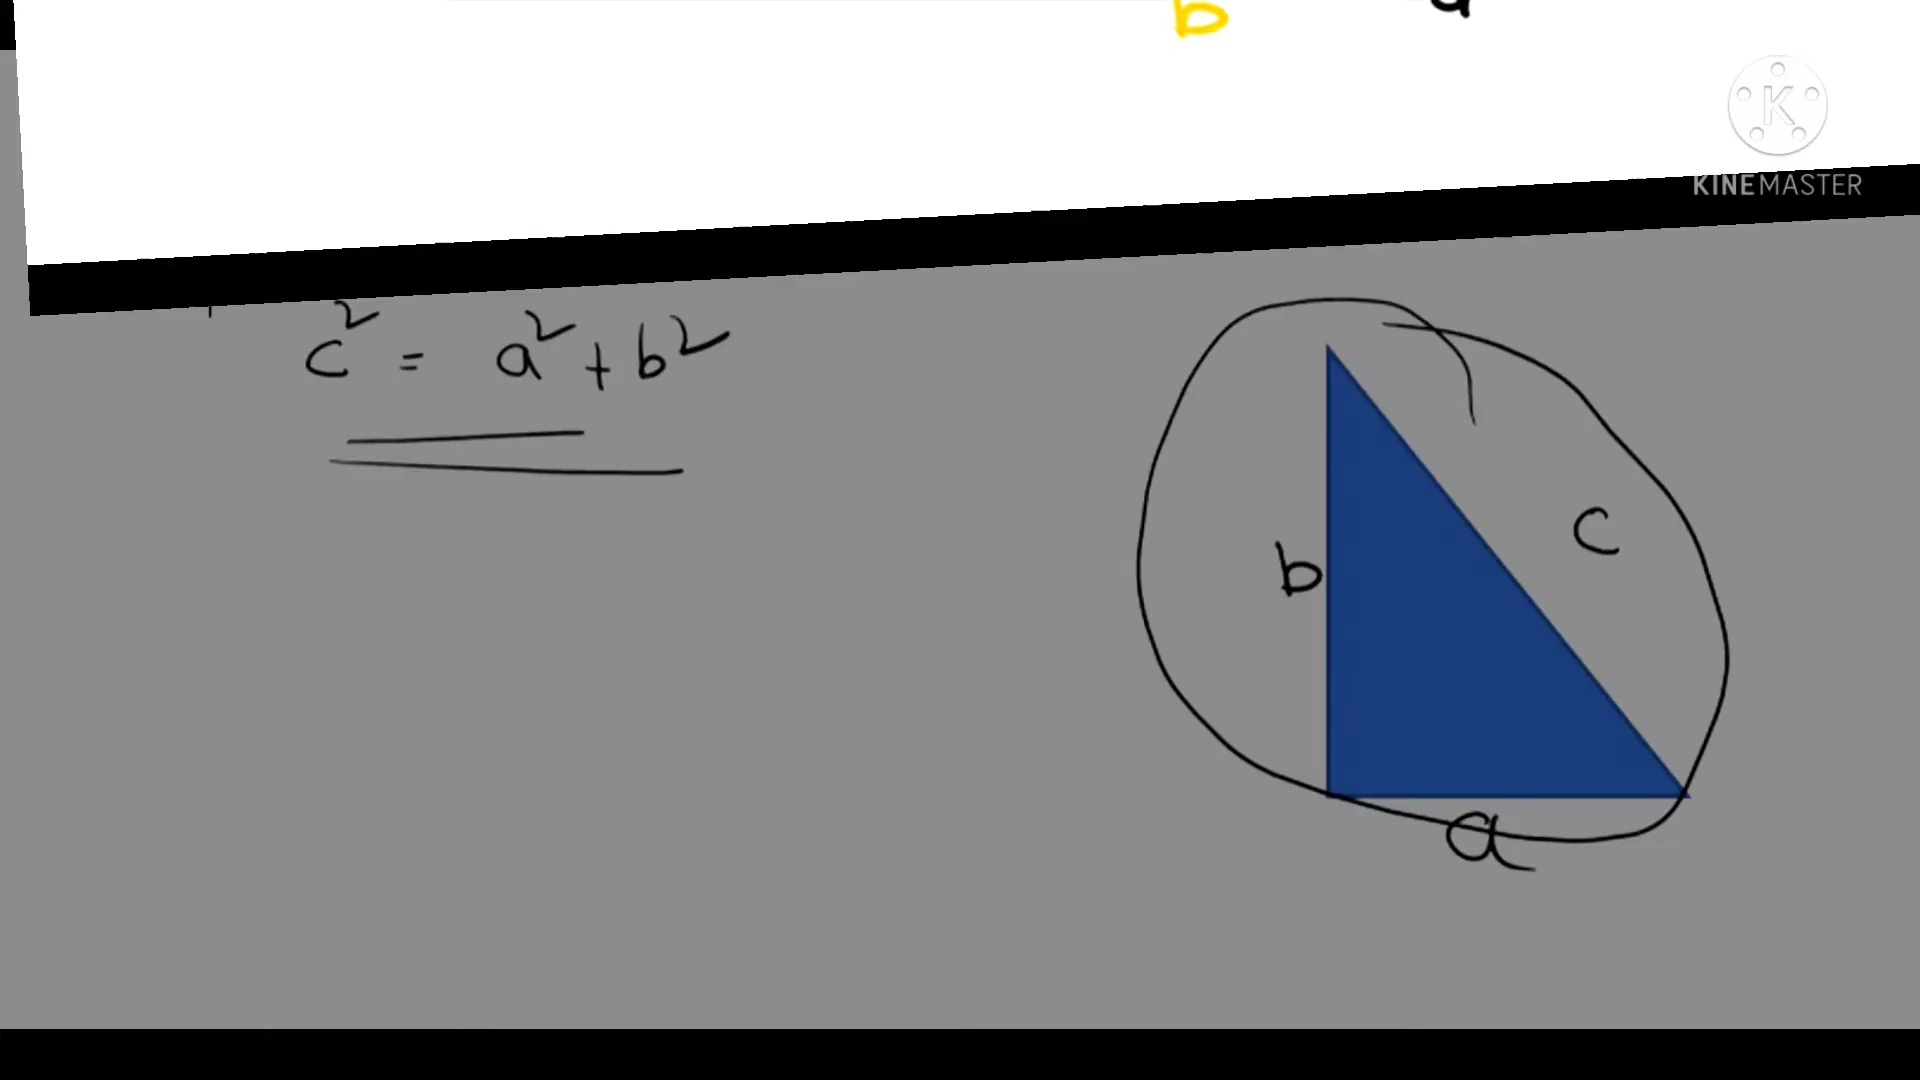 b
K
KINEMASTER
c² = a² + b²
c
b
a